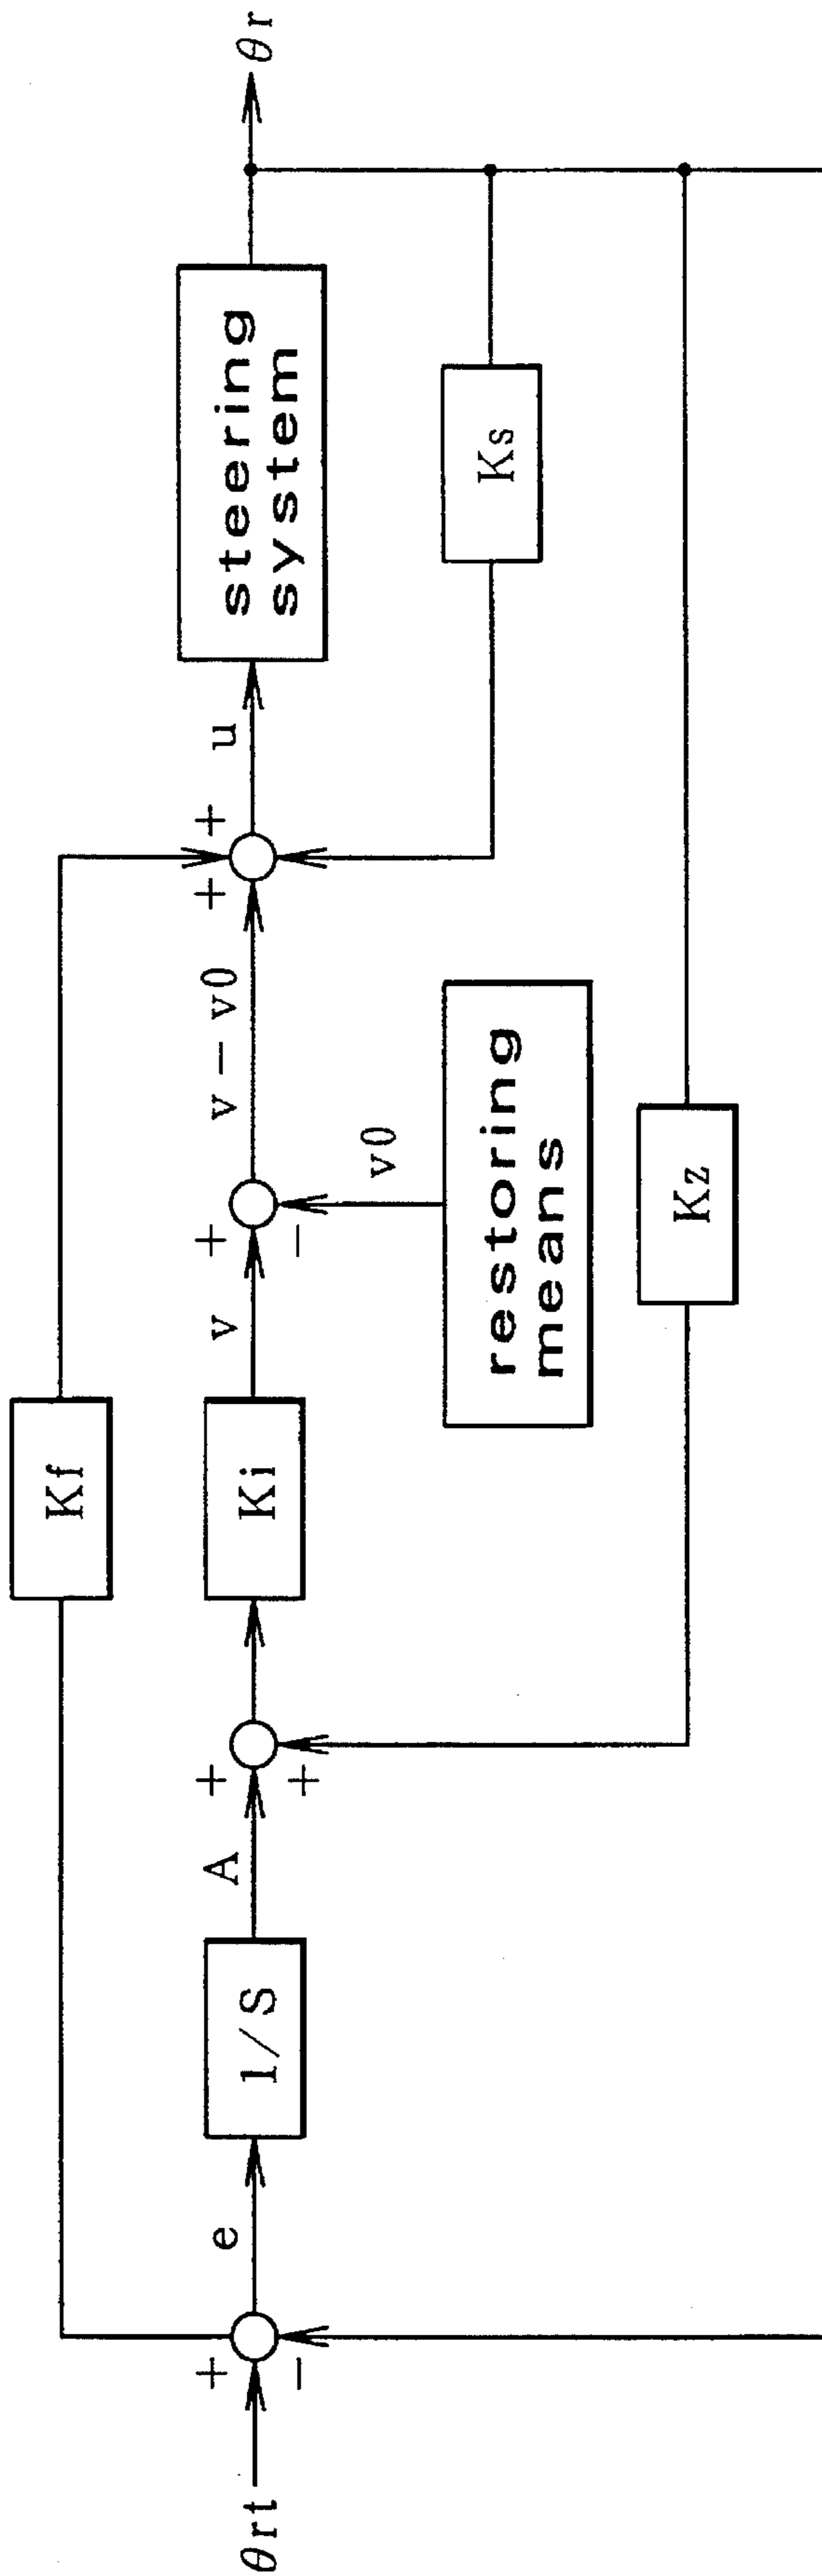 θrt
+
−
e
1/S
A
+
+
Kf
Ki
v
+
−
v0
restoring
means
v−v0
+
+
u
steering
system
Ks
Kz
θr